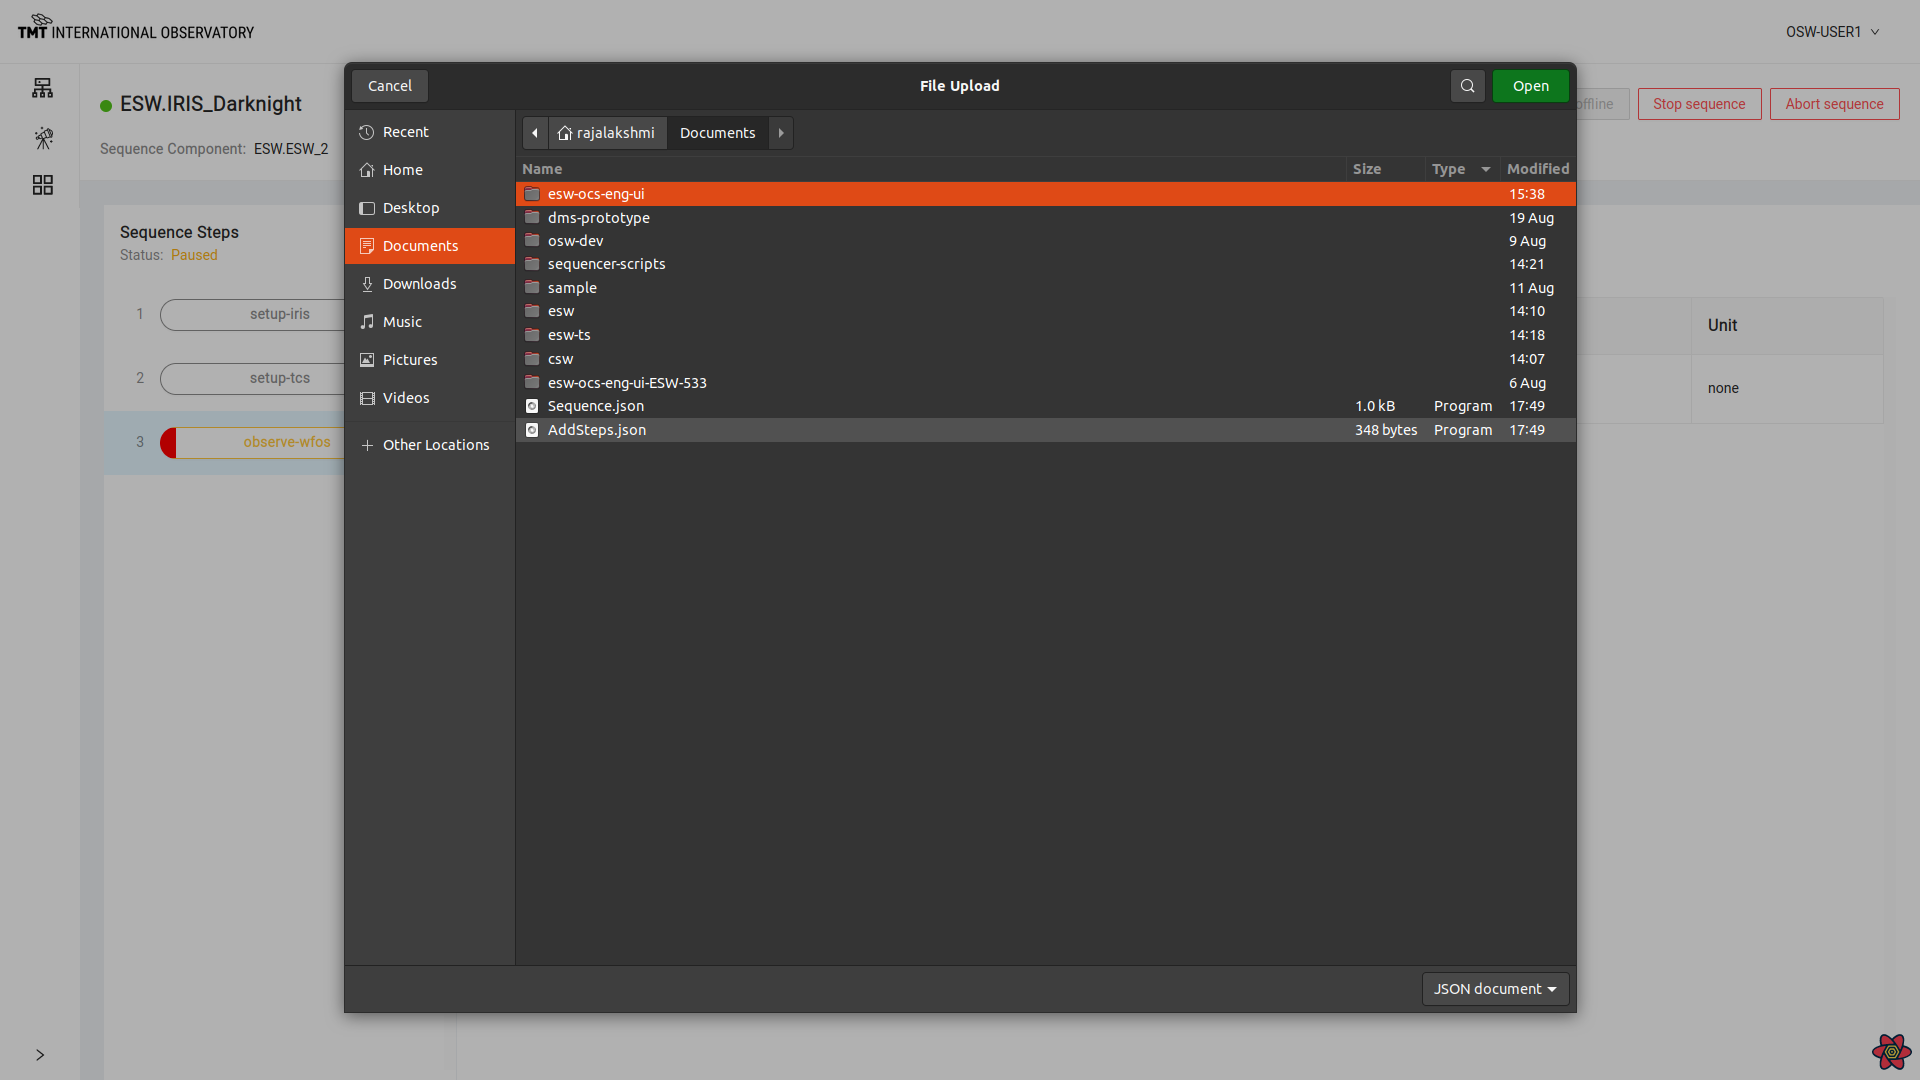 TMT INTERNATIONAL OBSERVATORY
OSW-USER1
ESW.IRIS_Darknight
offline
Stop sequence
Abort sequence
Sequence Component: ESW.ESW_2
Sequence Steps
Status: Paused
1 setup-iris
2 setup-tcs
3 observe-wfos
Unit
none
Cancel
File Upload
Open
Recent
Home
Desktop
Documents
Downloads
Music
Pictures
Videos
Other Locations
rajalakshmi
Documents
Name Size Type Modified
esw-ocs-eng-ui 15:38
dms-prototype 19 Aug
osw-dev 9 Aug
sequencer-scripts 14:21
sample 11 Aug
esw 14:10
esw-ts 14:18
csw 14:07
esw-ocs-eng-ui-ESW-533 6 Aug
Sequence.json 1.0 kB Program 17:49
AddSteps.json 348 bytes Program 17:49
JSON document